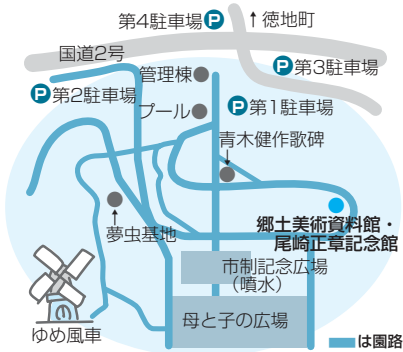 第4駐車場 P
↑徳地町
国道2号
管理棟
P 第3駐車場
P 第2駐車場
プール
P 第1駐車場
青木健作歌碑
夢虫基地
郷土美術資料館・
尾崎正章記念館
市制記念広場
（噴水）
母と子の広場
ゆめ風車
は園路